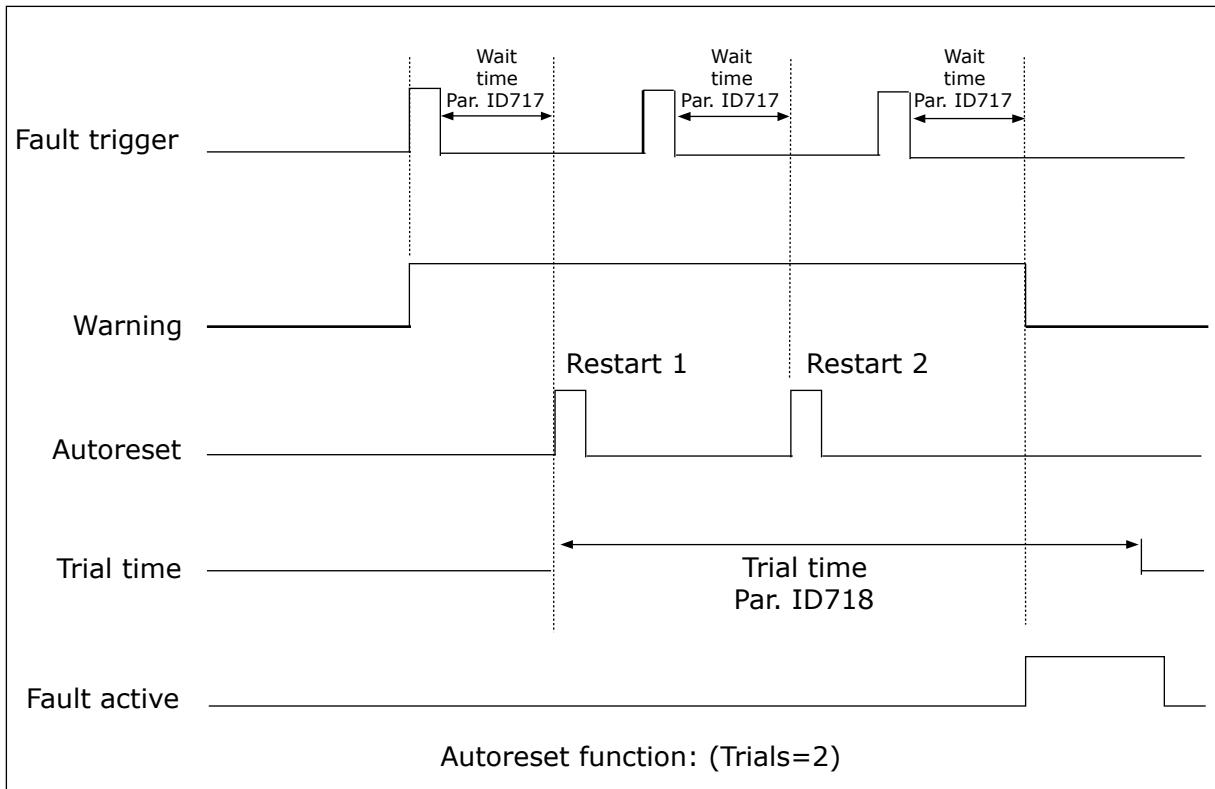 Wait
time
Par. ID717
Wait
time
Par. ID717
Wait
time
Par. ID717
Fault trigger
Warning
Restart 1
Restart 2
Autoreset
Trial time
Trial time
Par. ID718
Fault active
Autoreset function: (Trials=2)